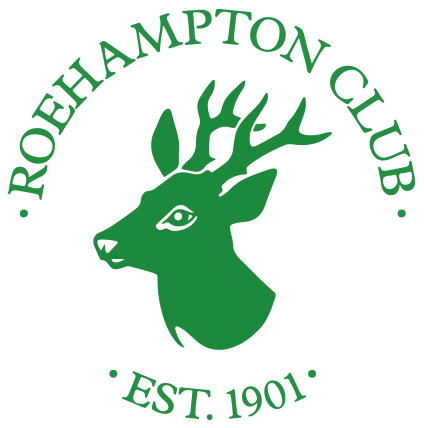 · ROEHAMPTON CLUB ·
· EST. 1901 ·